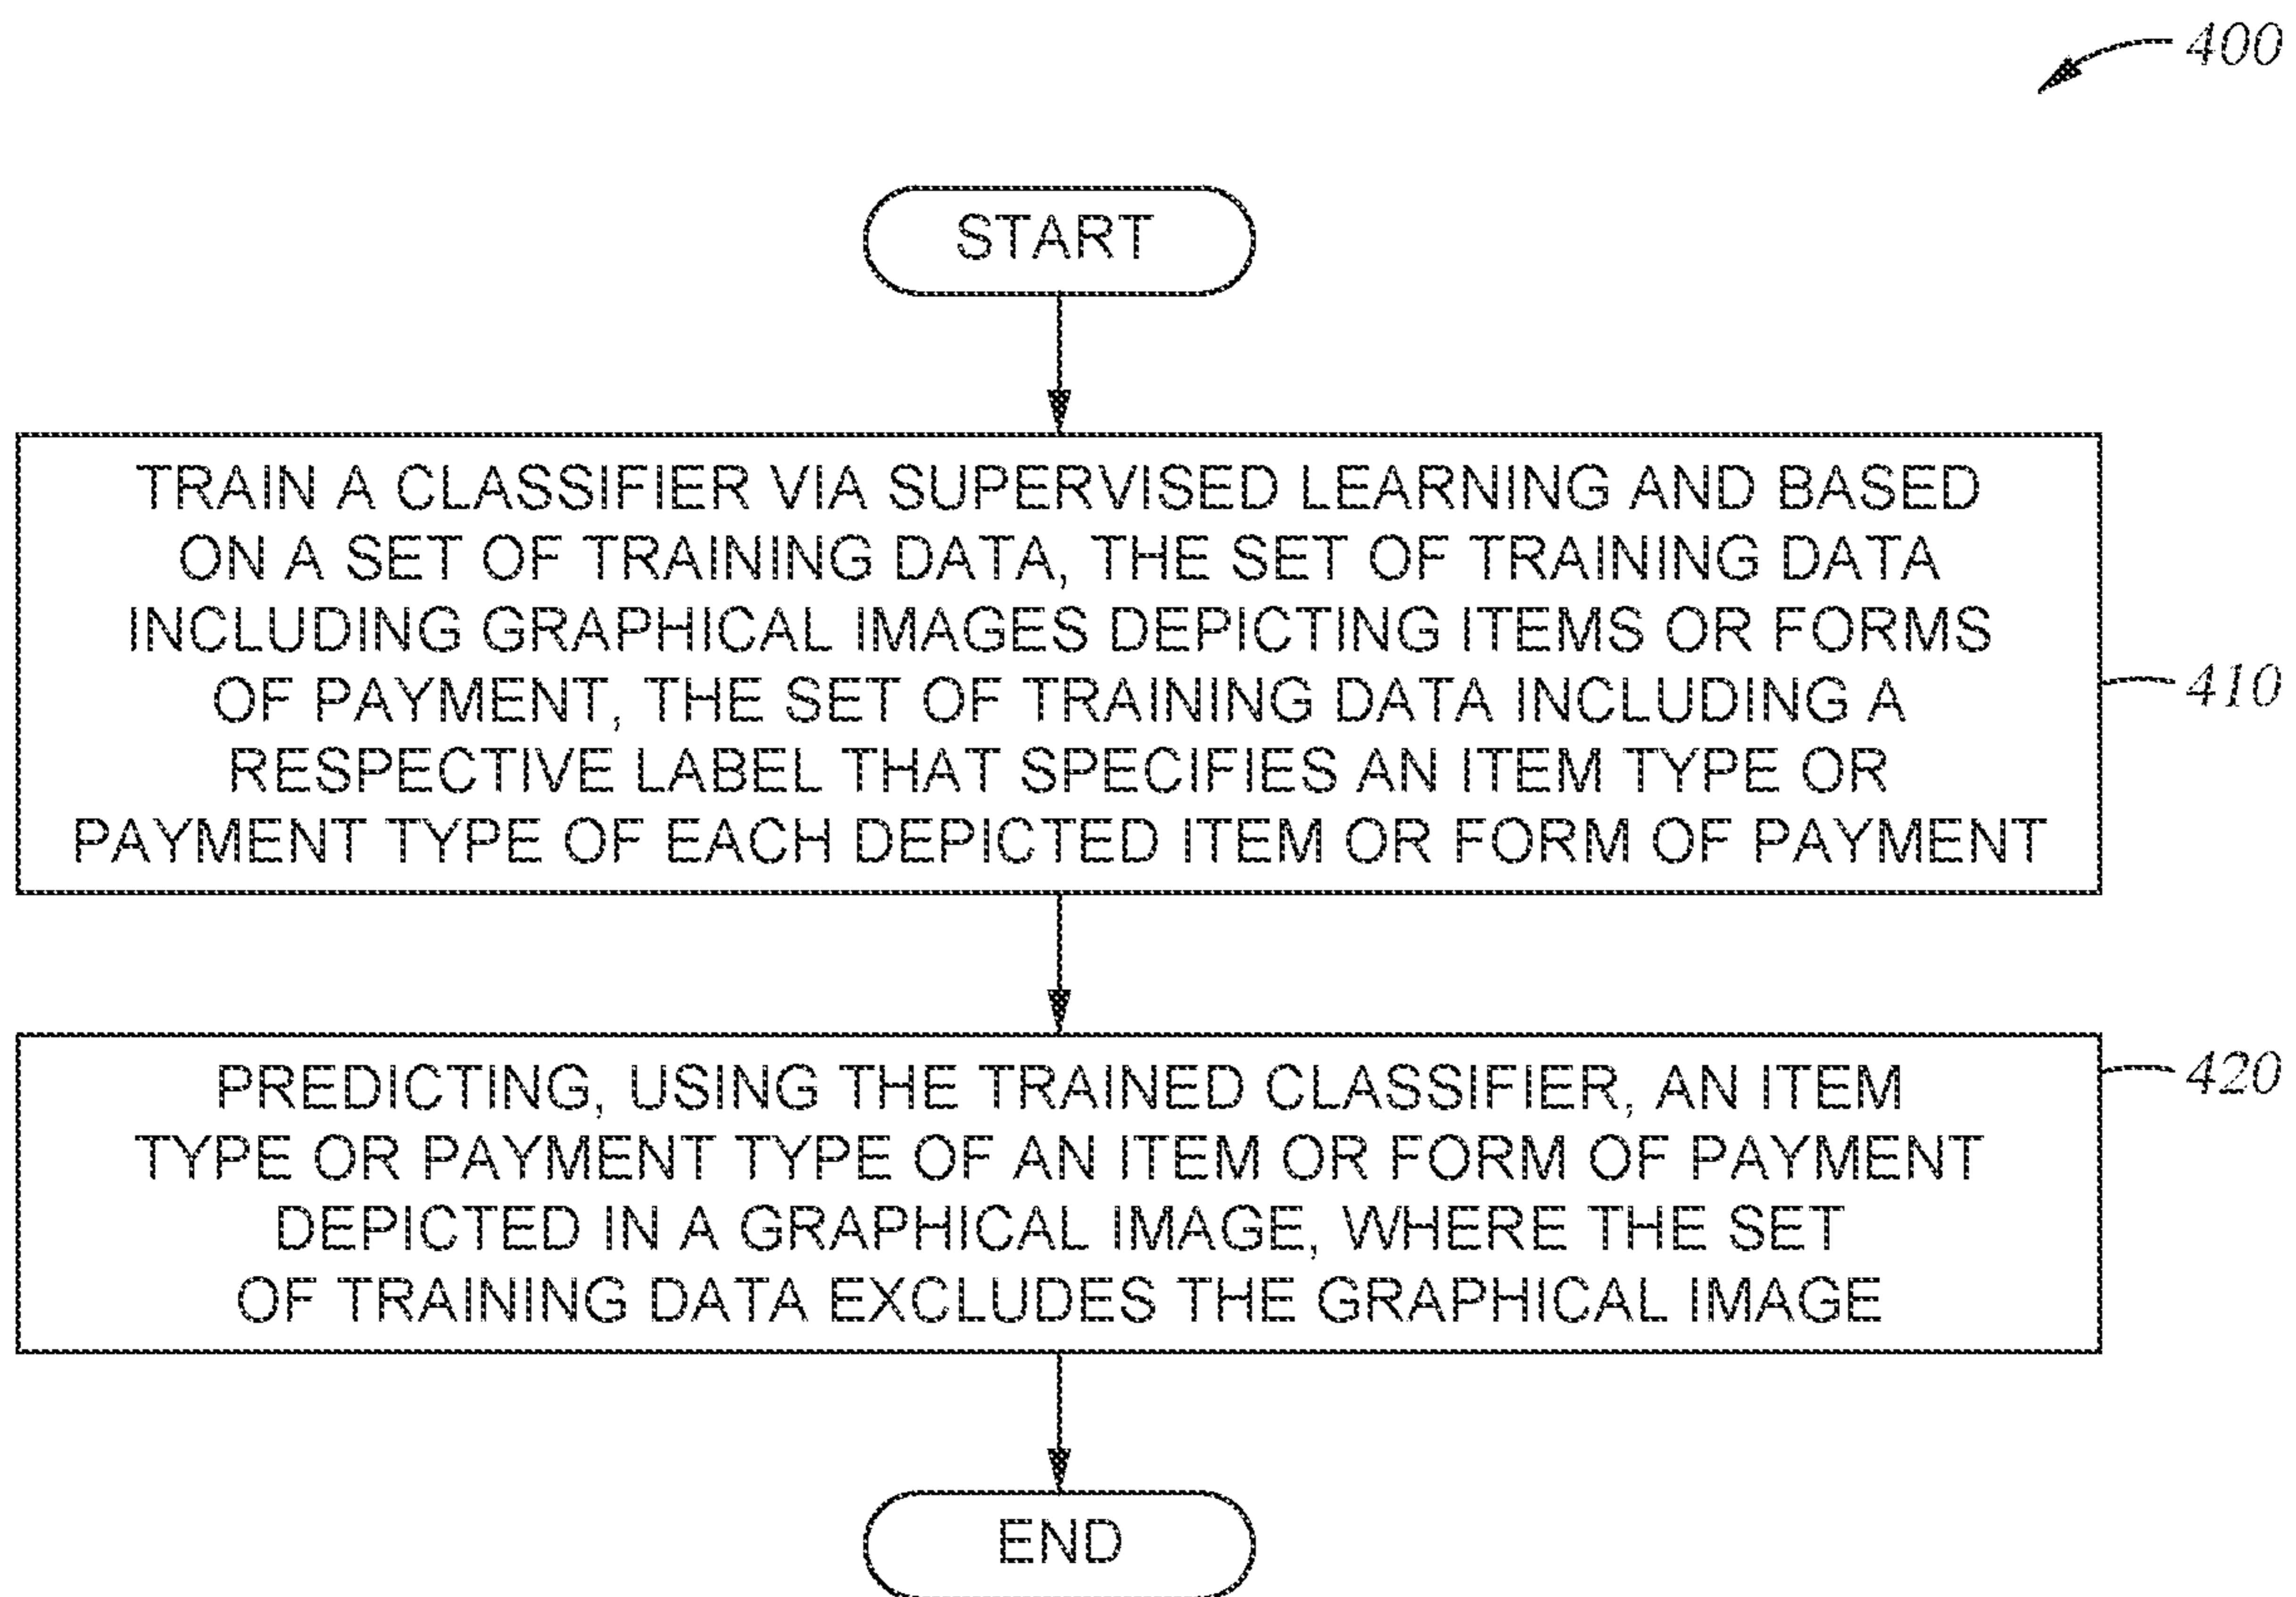 400
START
TRAIN A CLASSIFIER VIA SUPERVISED LEARNING AND BASED
ON A SET OF TRAINING DATA, THE SET OF TRAINING DATA
INCLUDING GRAPHICAL IMAGES DEPICTING ITEMS OR FORMS
OF PAYMENT, THE SET OF TRAINING DATA INCLUDING A
RESPECTIVE LABEL THAT SPECIFIES AN ITEM TYPE OR
PAYMENT TYPE OF EACH DEPICTED ITEM OR FORM OF PAYMENT
410
PREDICTING, USING THE TRAINED CLASSIFIER, AN ITEM
TYPE OR PAYMENT TYPE OF AN ITEM OR FORM OF PAYMENT
DEPICTED IN A GRAPHICAL IMAGE, WHERE THE SET
OF TRAINING DATA EXCLUDES THE GRAPHICAL IMAGE
420
END